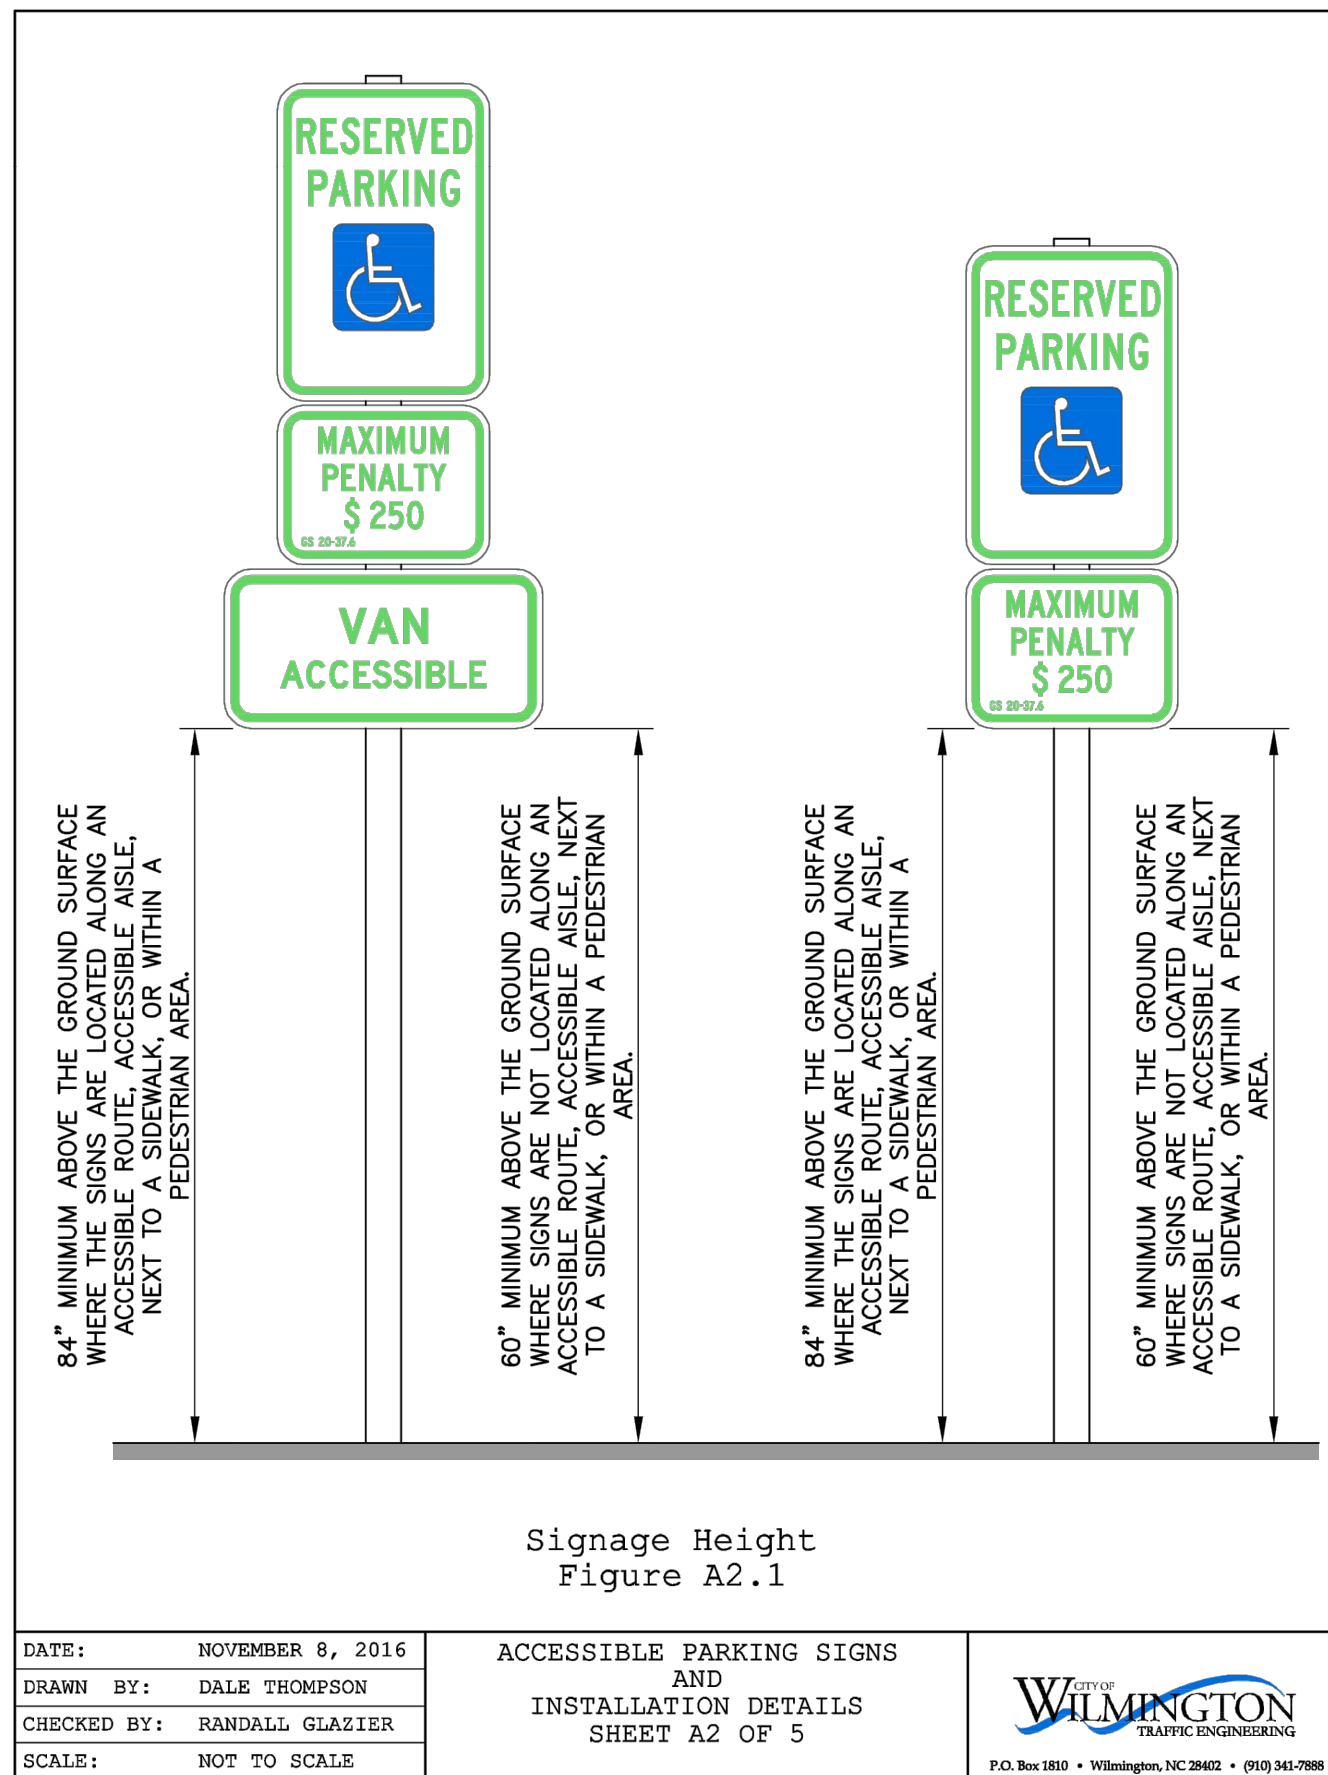 RESERVED
PARKING
MAXIMUM
PENALTY
$ 250
GS 20-37.6
VAN
ACCESSIBLE
RESERVED
PARKING
MAXIMUM
PENALTY
$ 250
GS 20-37.6
84" MINIMUM ABOVE THE GROUND SURFACE
WHERE THE SIGNS ARE LOCATED ALONG AN
ACCESSIBLE ROUTE, ACCESSIBLE AISLE,
NEXT TO A SIDEWALK, OR WITHIN A
PEDESTRIAN AREA.
60" MINIMUM ABOVE THE GROUND SURFACE
WHERE SIGNS ARE NOT LOCATED ALONG AN
ACCESSIBLE ROUTE, ACCESSIBLE AISLE, NEXT
TO A SIDEWALK, OR WITHIN A PEDESTRIAN
AREA.
84" MINIMUM ABOVE THE GROUND SURFACE
WHERE THE SIGNS ARE LOCATED ALONG AN
ACCESSIBLE ROUTE, ACCESSIBLE AISLE,
NEXT TO A SIDEWALK, OR WITHIN A
PEDESTRIAN AREA.
60" MINIMUM ABOVE THE GROUND SURFACE
WHERE SIGNS ARE NOT LOCATED ALONG AN
ACCESSIBLE ROUTE, ACCESSIBLE AISLE, NEXT
TO A SIDEWALK, OR WITHIN A PEDESTRIAN
AREA.
Signage Height
Figure A2.1
DATE: NOVEMBER 8, 2016
DRAWN BY: DALE THOMPSON
CHECKED BY: RANDALL GLAZIER
SCALE: NOT TO SCALE
ACCESSIBLE PARKING SIGNS
AND
INSTALLATION DETAILS
SHEET A2 OF 5
CITY OF
WILMINGTON
TRAFFIC ENGINEERING
P.O. Box 1810 • Wilmington, NC 28402 • (910) 341-7888